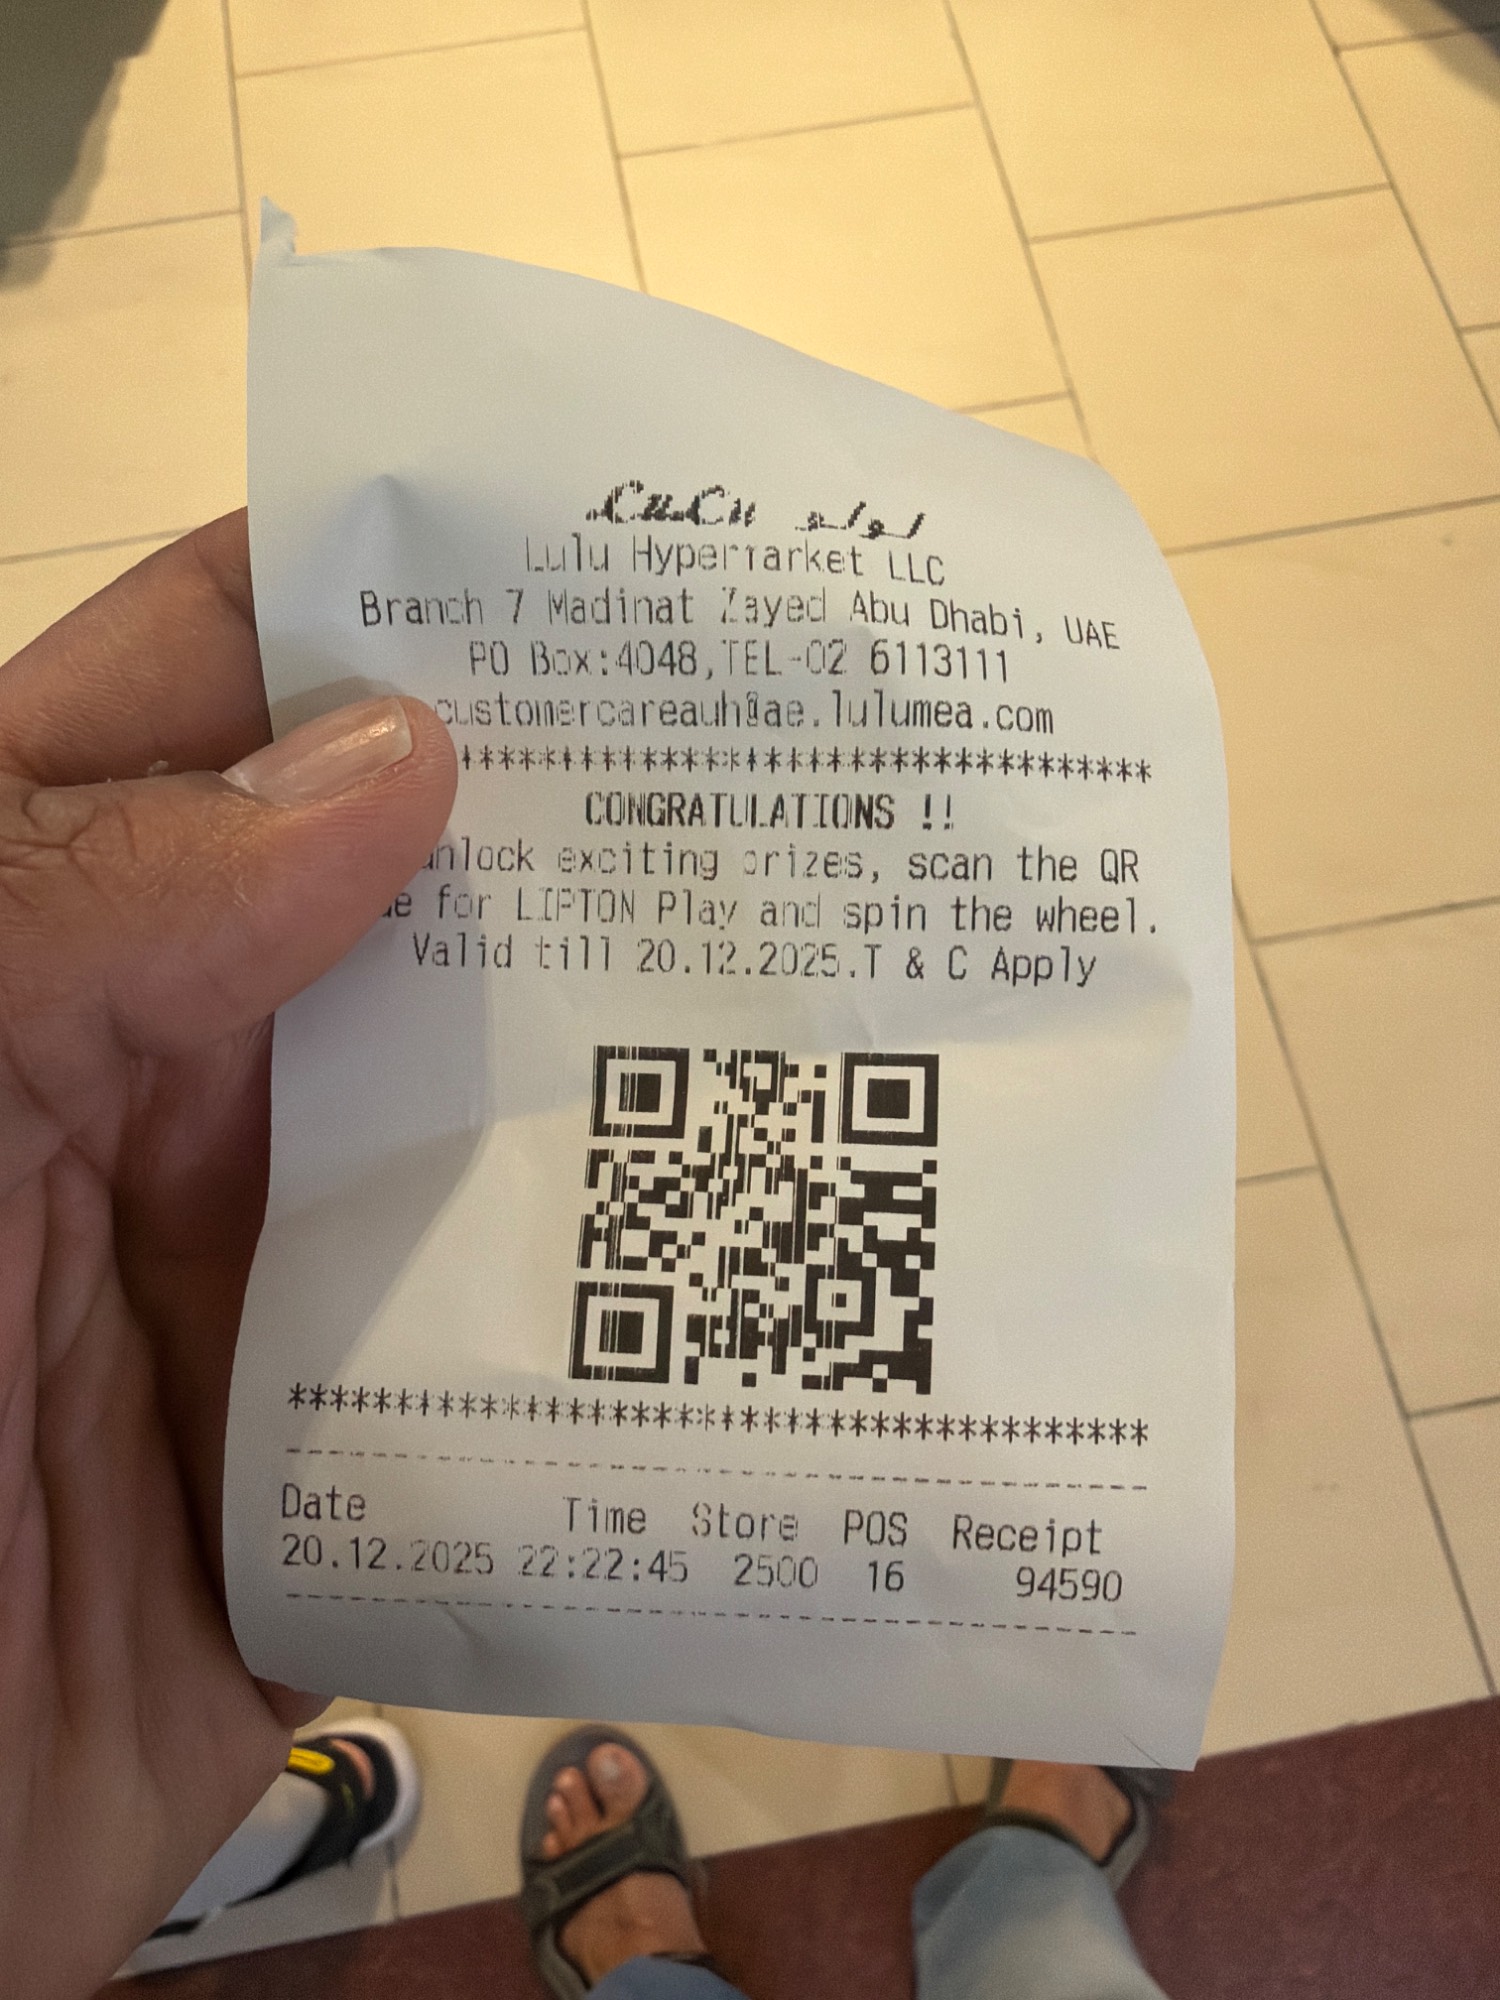 LuLu لولو
Lulu Hypermarket LLC
Branch 7 Madinat Zayed Abu Dhabi, UAE
PO Box:4048,TEL-02 6113111
customercareauh@ae.lulumea.com
*********************************
CONGRATULATIONS !!
unlock exciting prizes, scan the QR
for LIPTON Play and spin the wheel.
Valid till 20.12.2025.T & C Apply
****************************************
Date Time Store POS Receipt
20.12.2025 22:22:45 2500 16 94590